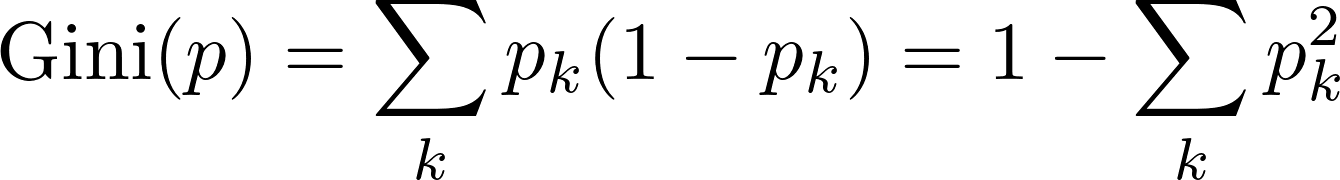 Gini(p) = ∑_k p_k(1 − p_k) = 1 − ∑_k p_k^2